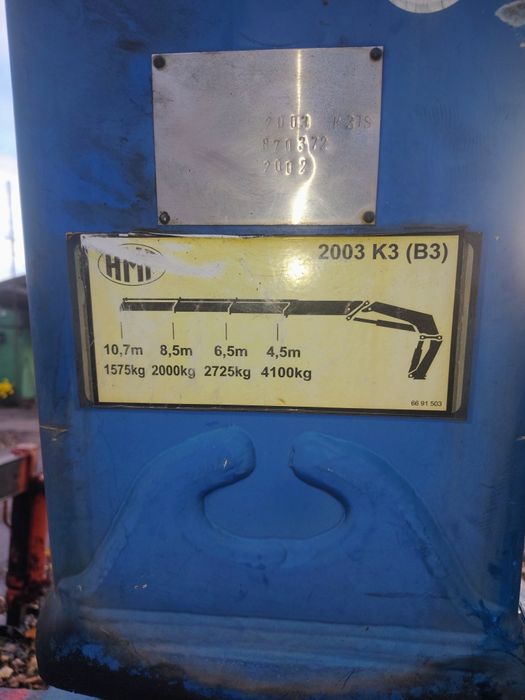 2003 K3
2002
HMF
2003 K3 (B3)
10,7m 8,5m 6,5m 4,5m
1575kg 2000kg 2725kg 4100kg
66 91 503